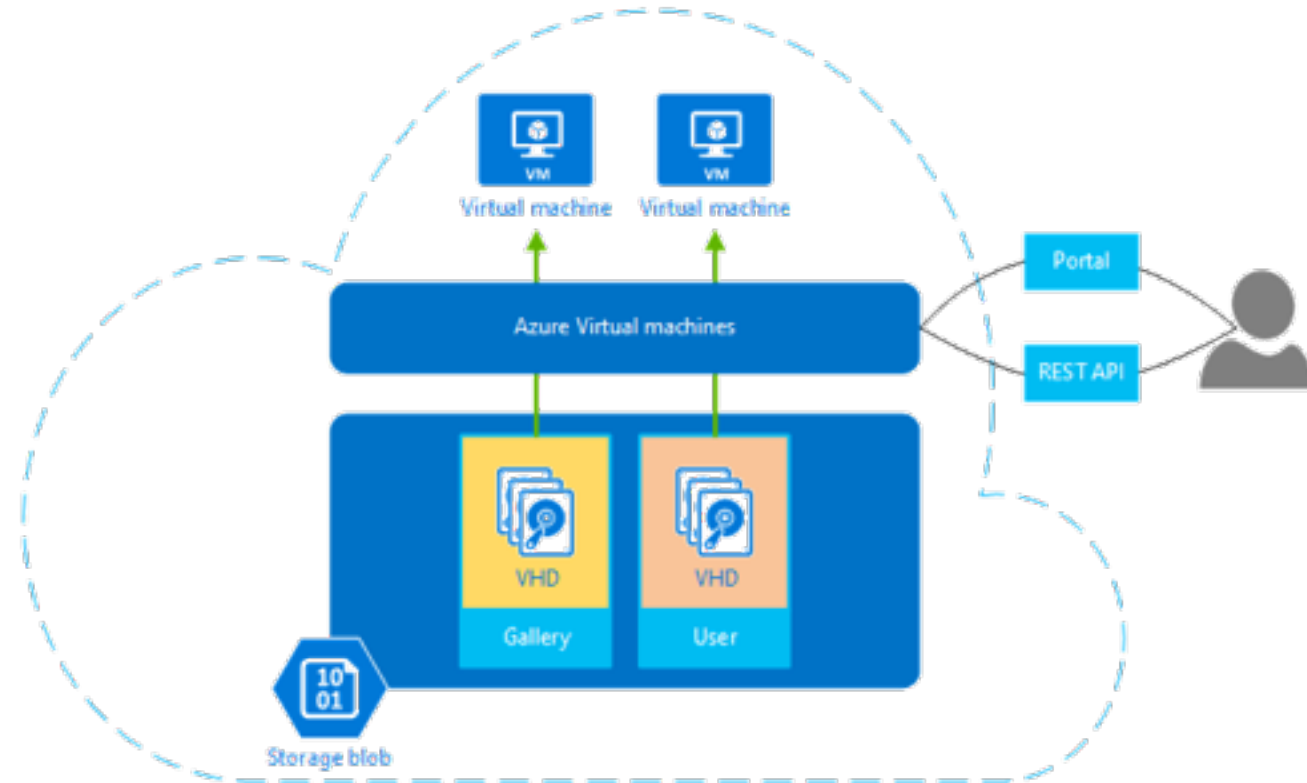 VM
VM
Virtual machine
Virtual machine
Portal
Azure Virtual machines
REST API
VHD
VHD
Gallery
User
10
01
Storage blob